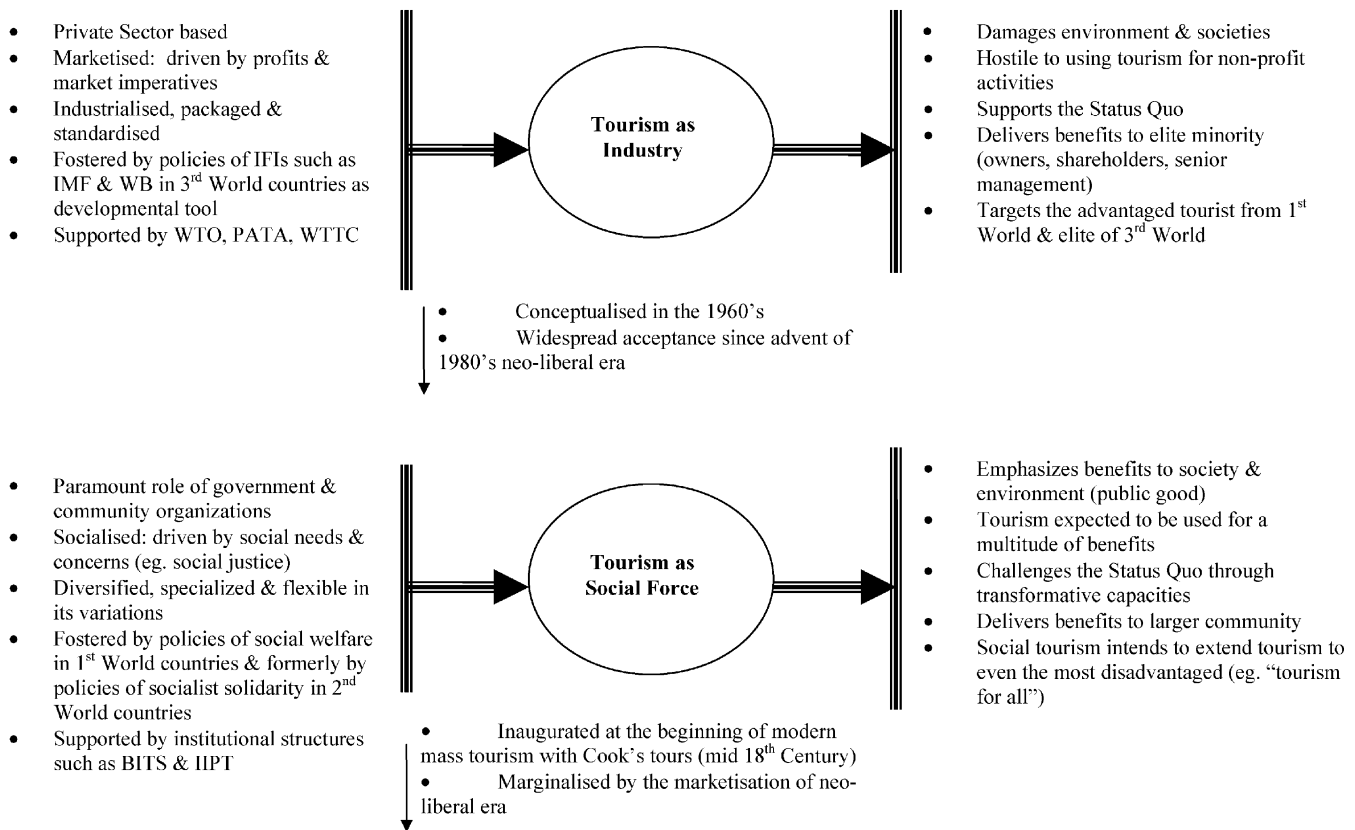 • Private Sector based
• Marketised: driven by profits &
market imperatives
• Industrialised, packaged &
standardised
• Fostered by policies of IFIs such as
IMF & WB in 3rd World countries as
developmental tool
• Supported by WTO, PATA, WTTC
Tourism as
Industry
• Damages environment & societies
• Hostile to using tourism for non-profit
activities
• Supports the Status Quo
• Delivers benefits to elite minority
(owners, shareholders, senior
management)
• Targets the advantaged tourist from 1st
World & elite of 3rd World
• Conceptualised in the 1960’s
• Widespread acceptance since advent of
1980’s neo-liberal era
• Paramount role of government &
community organizations
• Socialised: driven by social needs &
concerns (eg. social justice)
• Diversified, specialized & flexible in
its variations
• Fostered by policies of social welfare
in 1st World countries & formerly by
policies of socialist solidarity in 2nd
World countries
• Supported by institutional structures
such as BITS & IIPT
Tourism as
Social Force
• Emphasizes benefits to society &
environment (public good)
• Tourism expected to be used for a
multitude of benefits
• Challenges the Status Quo through
transformative capacities
• Delivers benefits to larger community
• Social tourism intends to extend tourism to
even the most disadvantaged (eg. “tourism
for all”)
• Inaugurated at the beginning of modern
mass tourism with Cook’s tours (mid 18th Century)
• Marginalised by the marketisation of neo-
liberal era